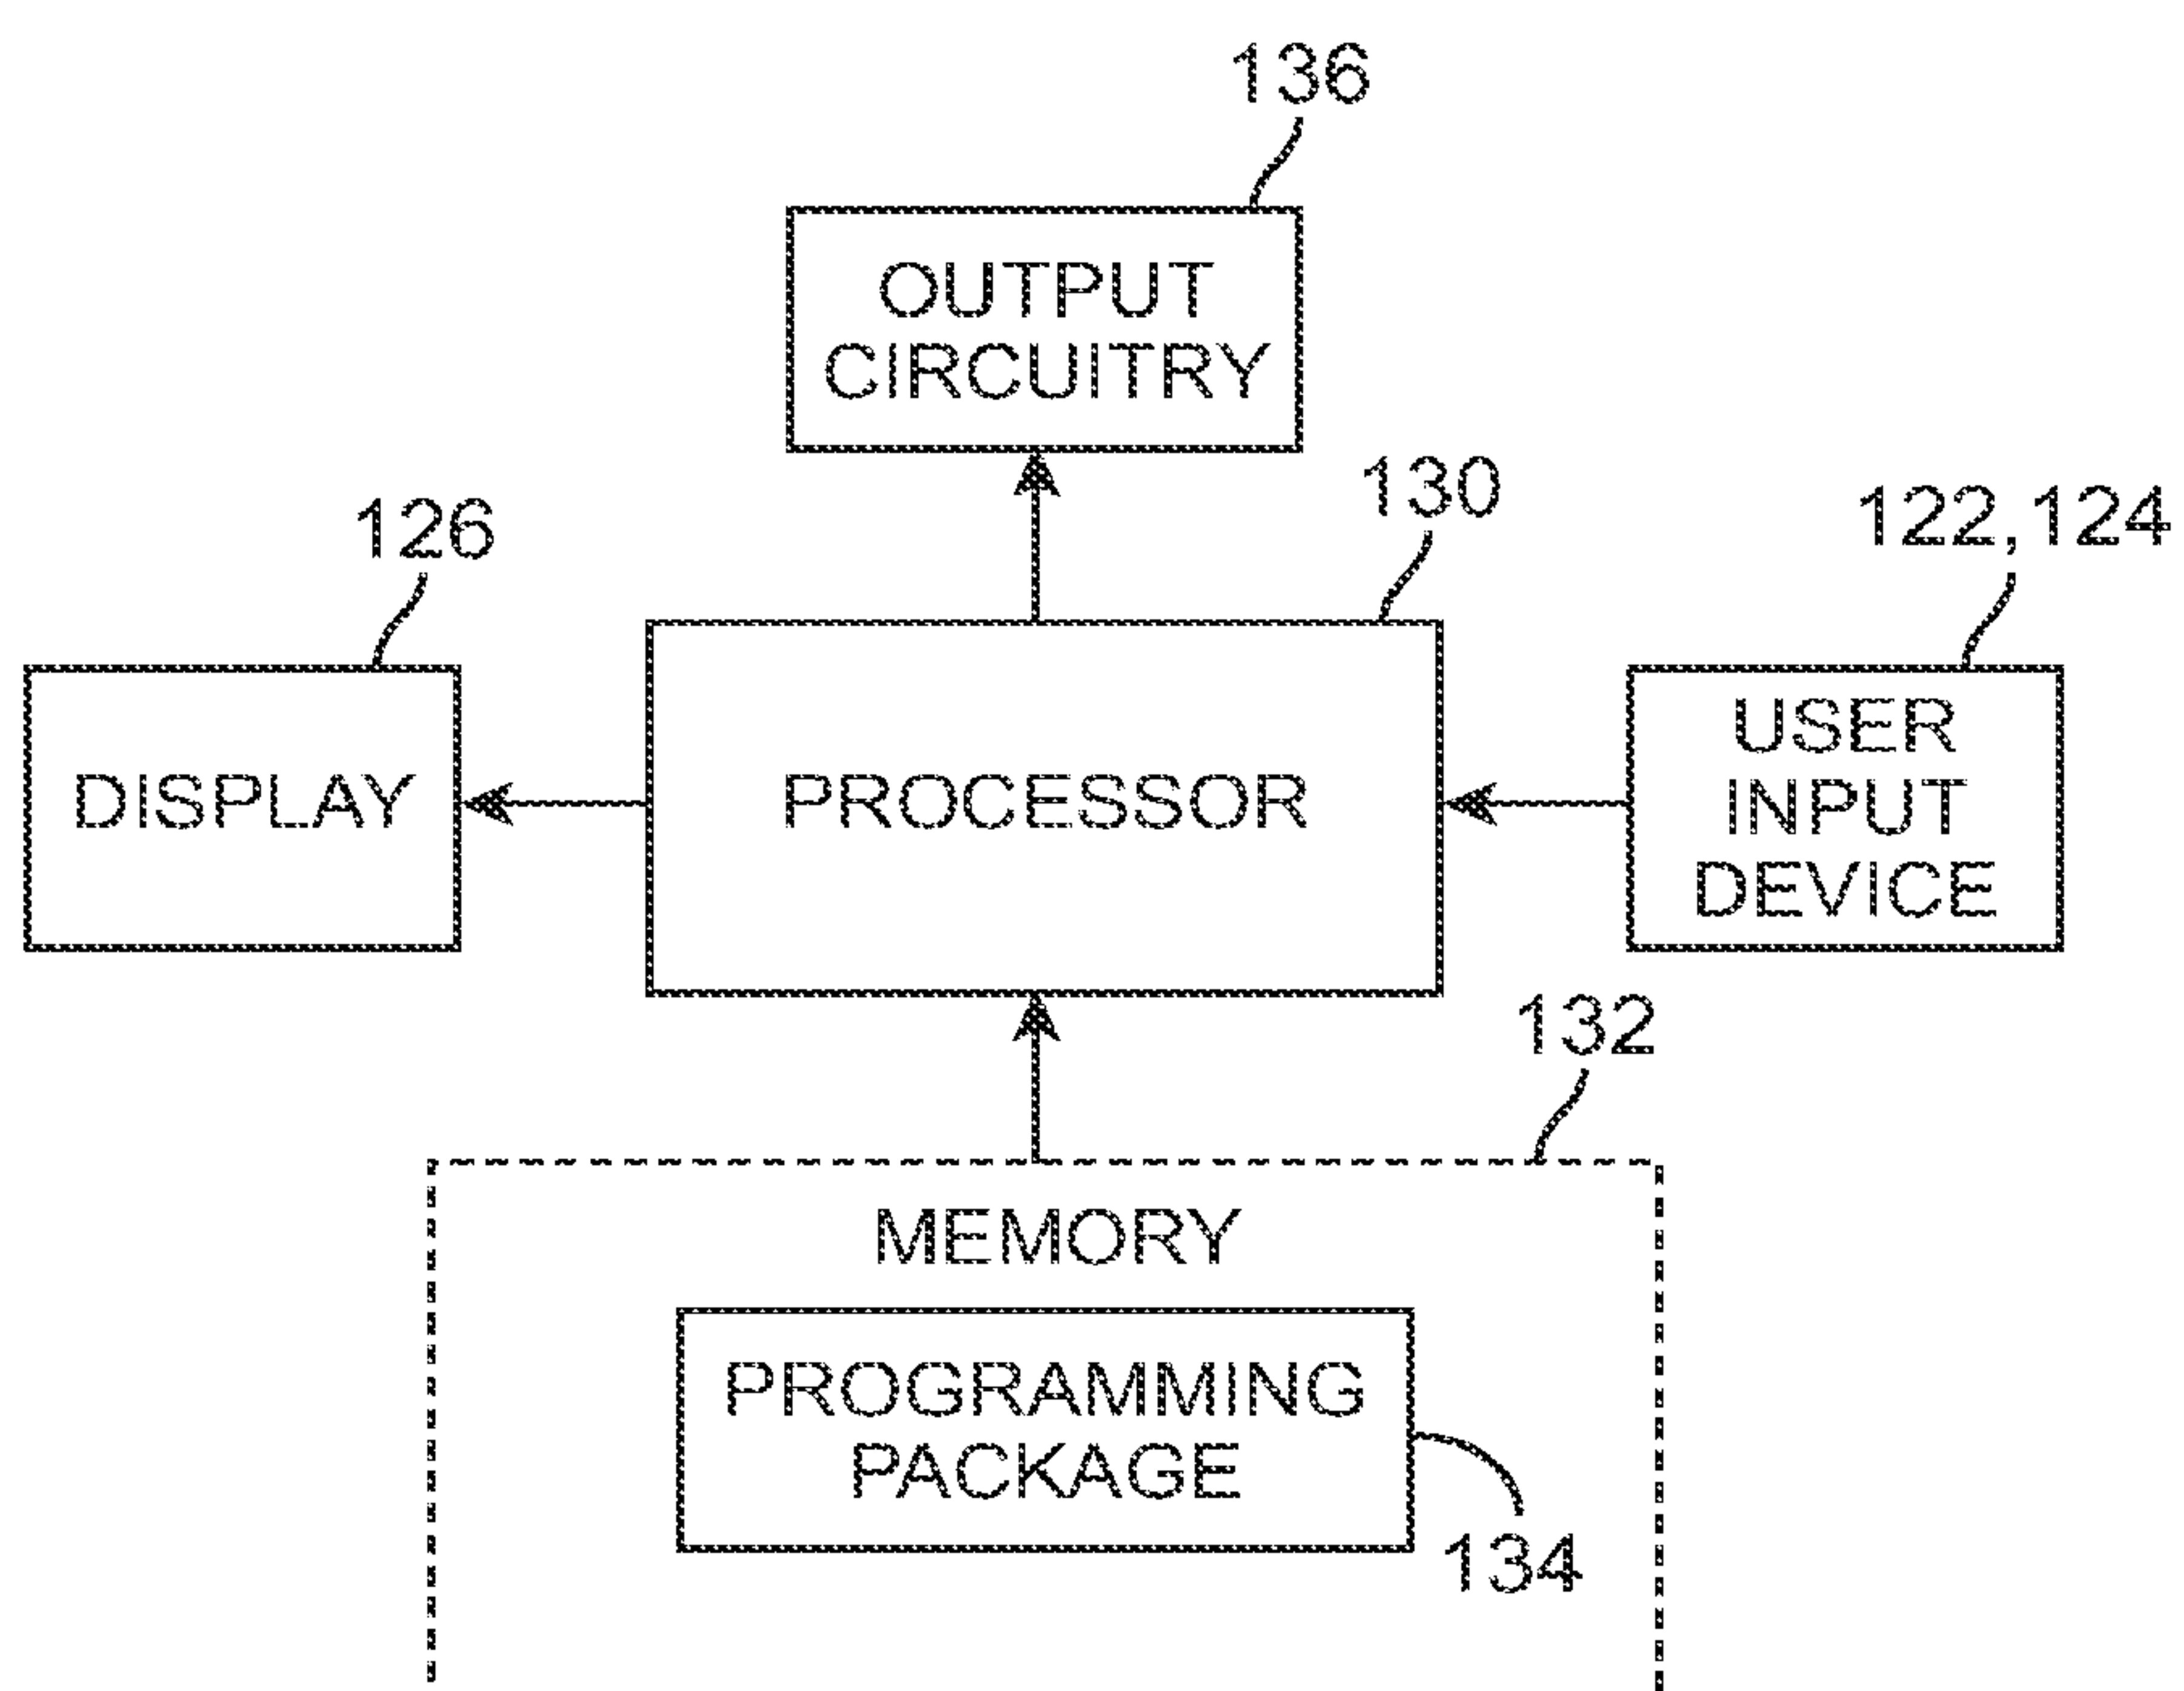 136
OUTPUT
CIRCUITRY
130
126
122,124
DISPLAY
PROCESSOR
USER
INPUT
DEVICE
132
MEMORY
PROGRAMMING
PACKAGE
134